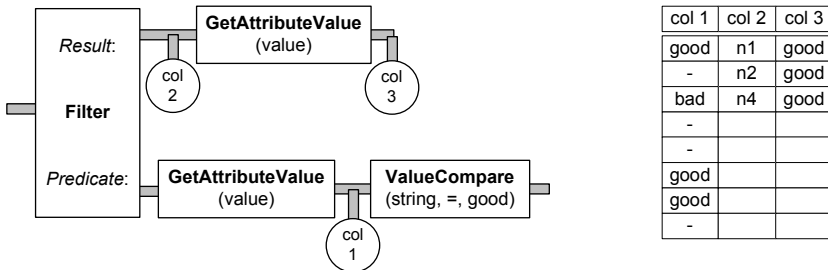 Result:
GetAttributeValue
(value)
col
2
col
3
Filter
Predicate:
GetAttributeValue
(value)
ValueCompare
(string, =, good)
col
1
col 1 col 2 col 3
good n1 good
- n2 good
bad n4 good
-
-
good
good
-